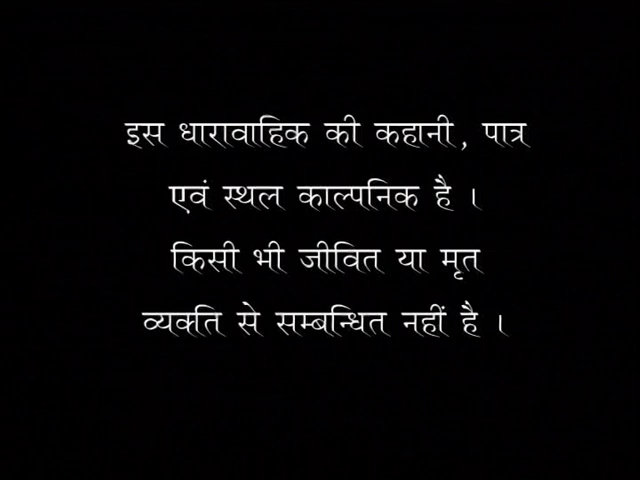 इस धारावाहिक की कहानी, पात्र
एवं स्थल काल्पनिक है ।
किसी भी जीवित या मृत
व्यक्ति से सम्बन्धित नहीं है ।